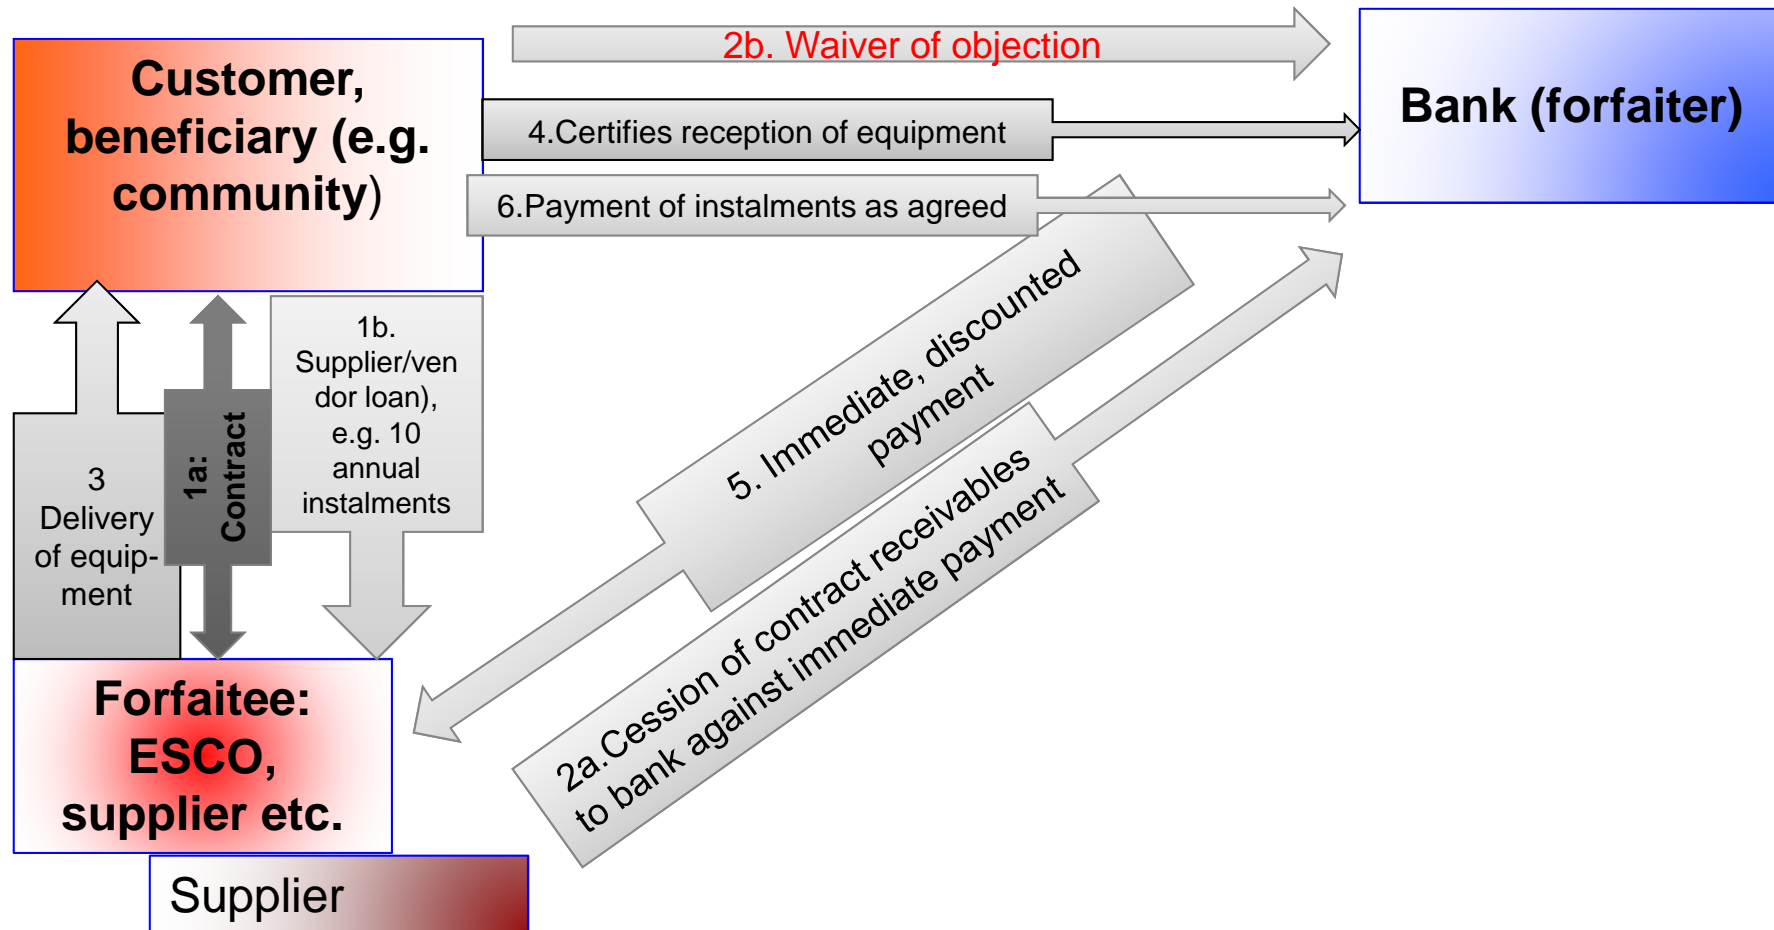 2b. Waiver of objection
Customer,
beneficiary (e.g.
community)
Bank (forfaiter)
4.Certifies reception of equipment
6.Payment of instalments as agreed
1b.
Supplier/ven
dor loan),
e.g. 10
annual
instalments
1a:
Contract
3
Delivery
of equip-
ment
5. Immediate, discounted
payment
2a.Cession of contract receivables
to bank against immediate payment
Forfaitee:
ESCO,
supplier etc.
Supplier